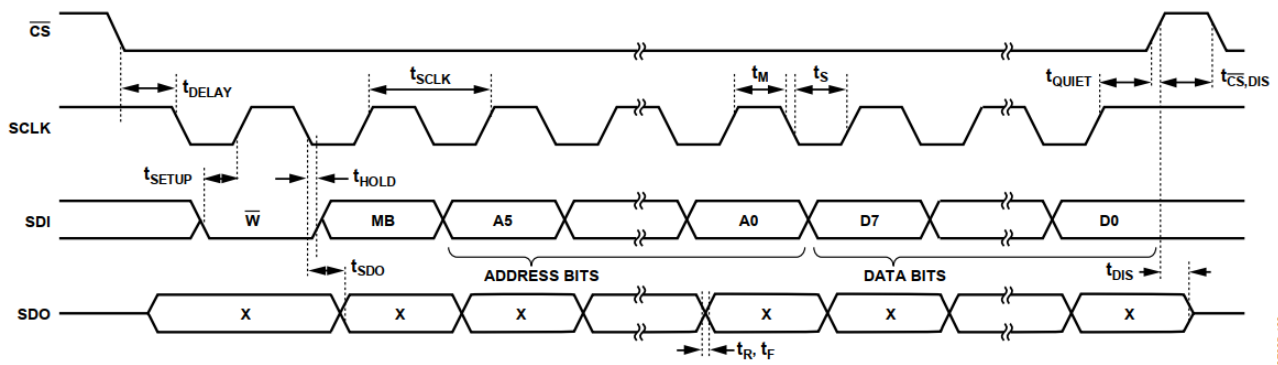 CS
tDELAY
tSCLK
tM
tS
tQUIET
tCS,DIS
SCLK
tSETUP
tHOLD
SDI
W
MB
A5
A0
D7
D0
tSDO
ADDRESS BITS
DATA BITS
tDIS
SDO
X
X
X
X
X
X
tR, tF